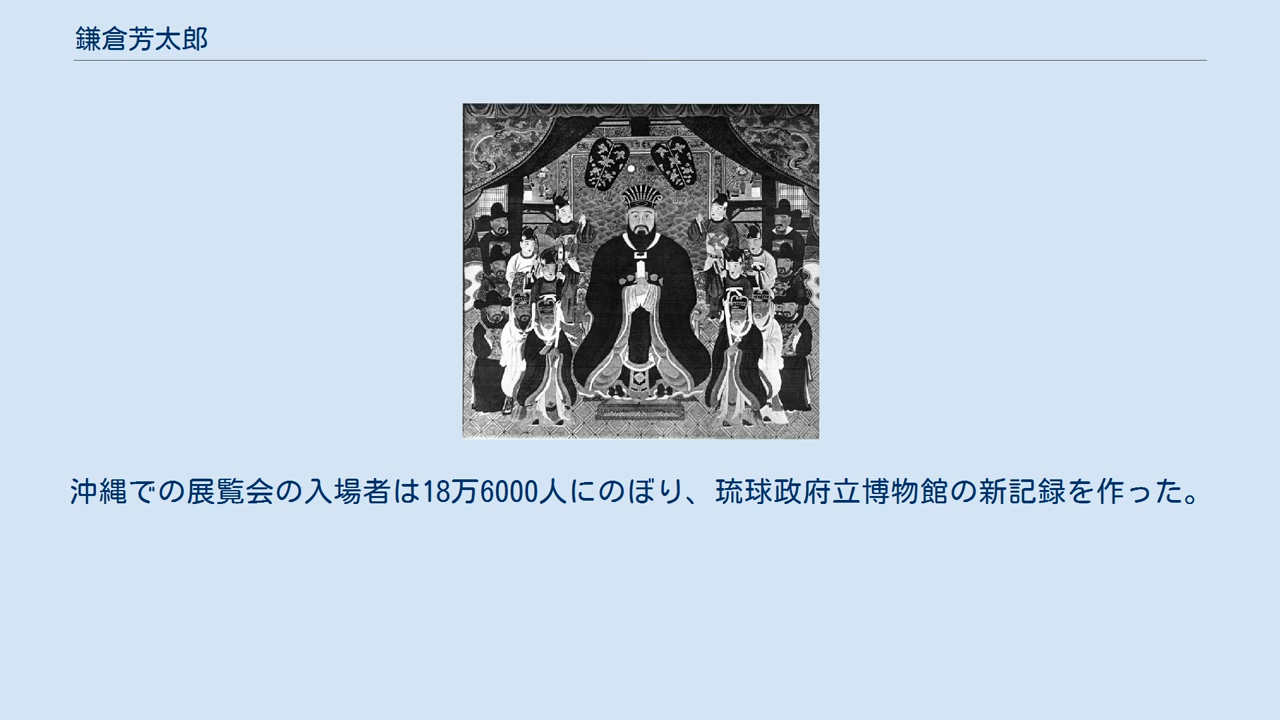 鎌倉芳太郎
沖縄での展覧会の入場者は18万6000人にのぼり、琉球政府立博物館の新記録を作った。